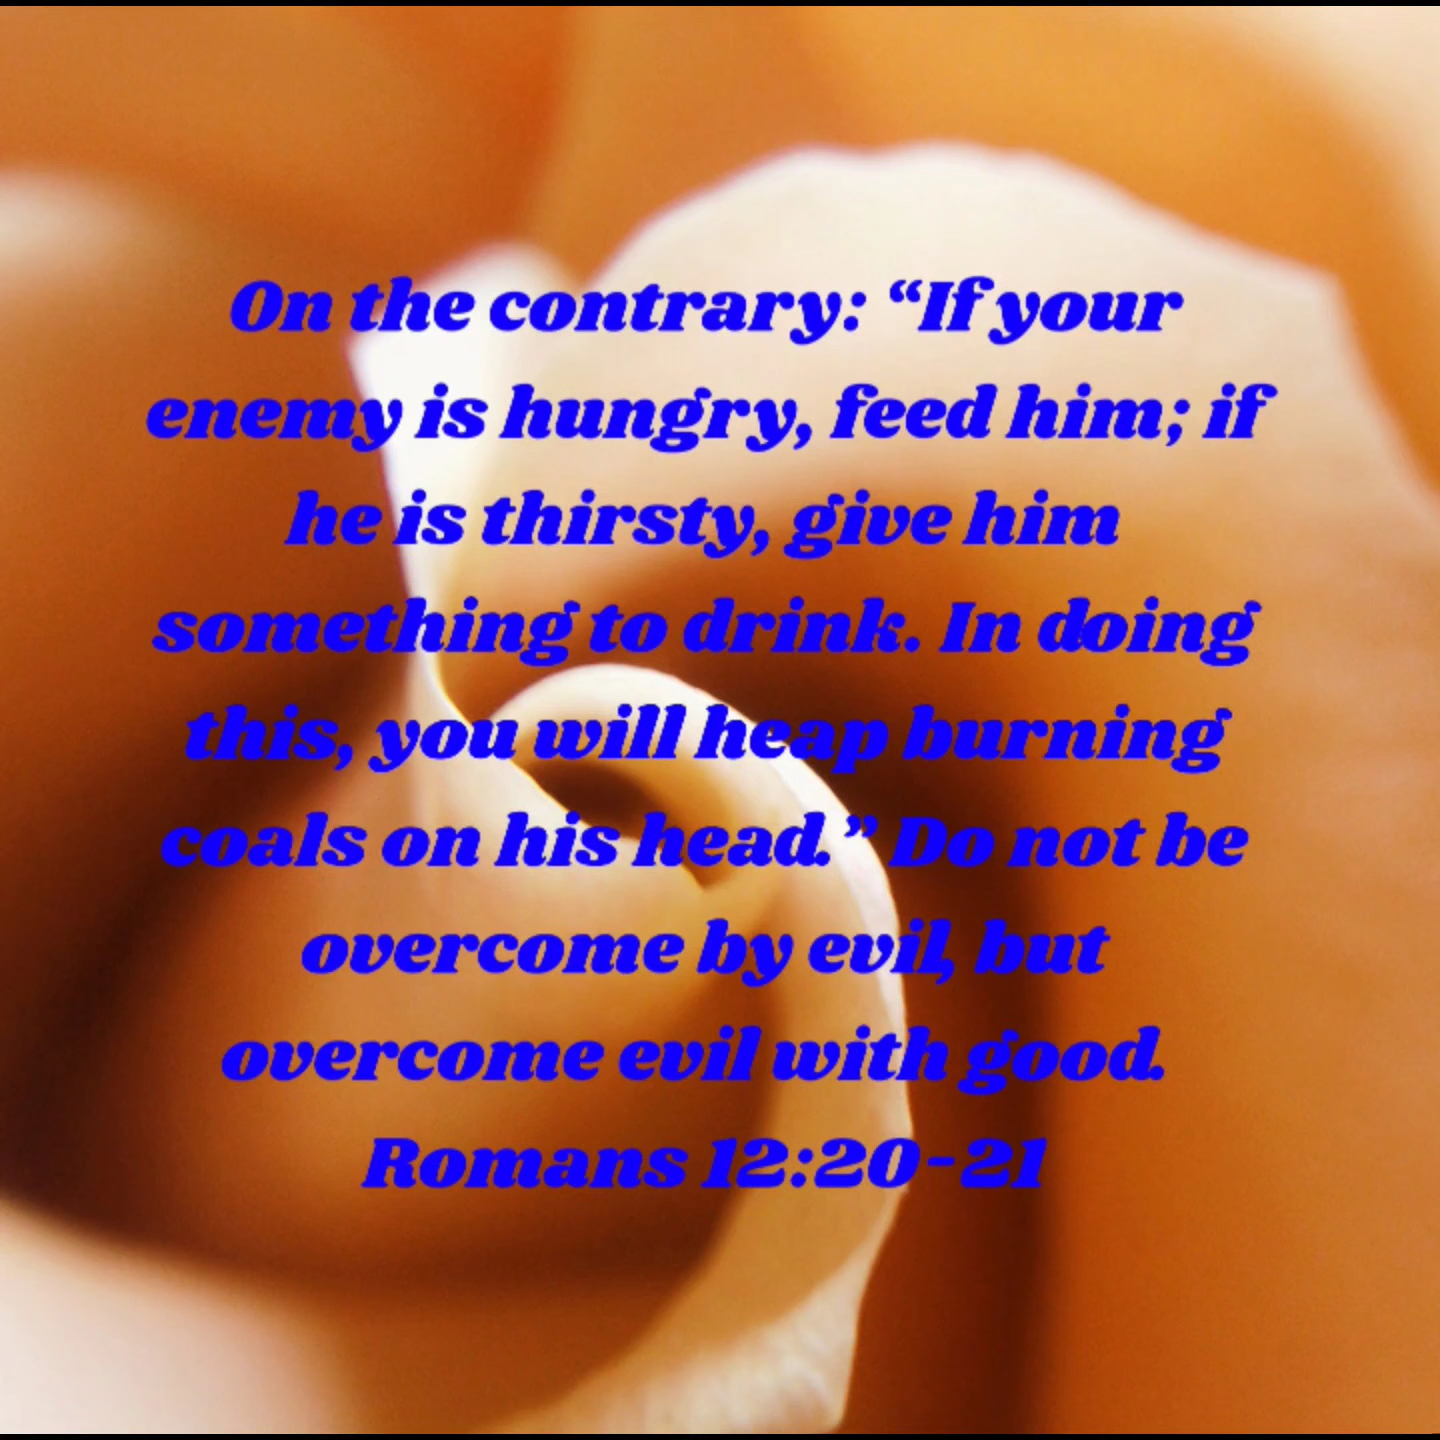 On the contrary: “If your
enemy is hungry, feed him; if
he is thirsty, give him
something to drink. In doing
this, you will heap burning
coals on his head.” Do not be
overcome by evil, but
overcome evil with good.
Romans 12:20-21